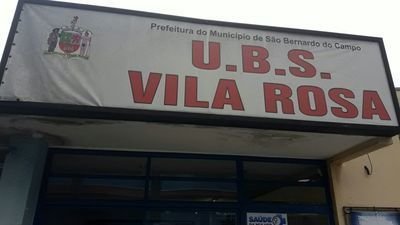 Prefeitura do Município de São Bernardo do Campo
U.B.S.
VILA ROSA
SAÚDE